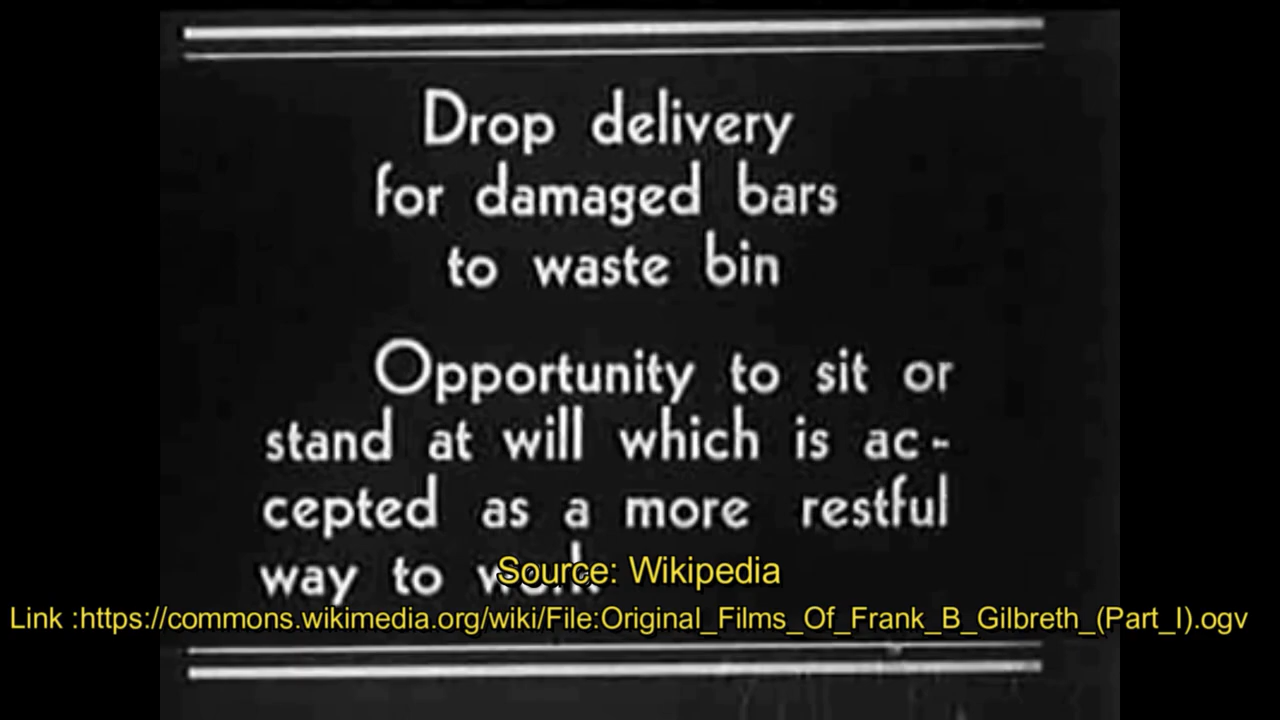 Drop delivery
for damaged bars
to waste bin
Opportunity to sit or
stand at will which is ac-
cepted as a more restful
way to work.
Source: Wikipedia
Link :https://commons.wikimedia.org/wiki/File:Original_Films_Of_Frank_B_Gilbreth_(Part_I).ogv